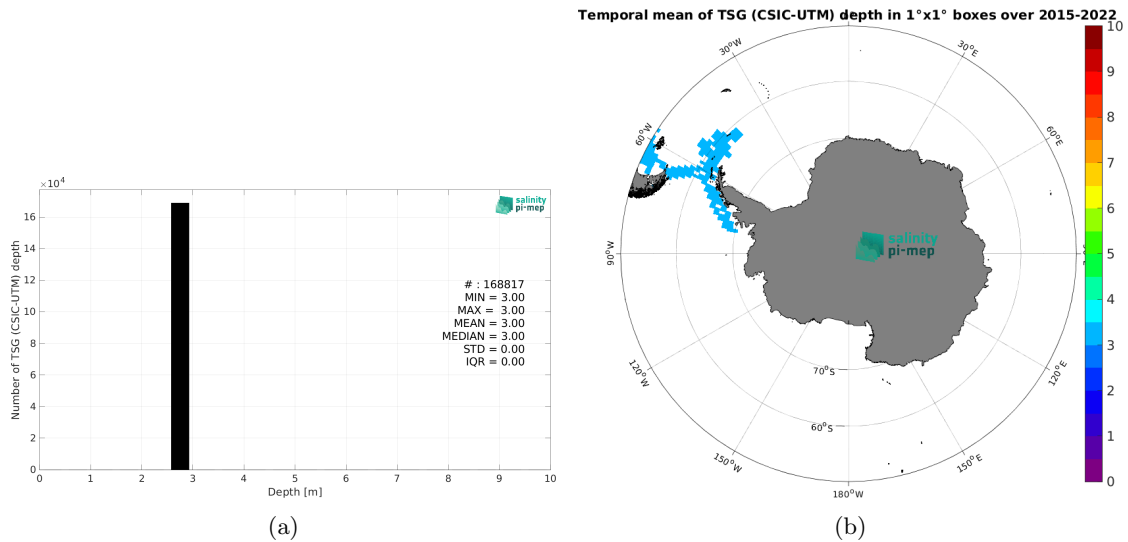 Temporal mean of TSG (CSIC-UTM) depth in 1°x1° boxes over 2015-2022
×10⁴
16
14
12
10
8
6
4
2
0
Number of TSG (CSIC-UTM) depth
salinity
pi-mep
# : 168817
MIN = 3.00
MAX = 3.00
MEAN = 3.00
MEDIAN = 3.00
STD = 0.00
IQR = 0.00
0 1 2 3 4 5 6 7 8 9 10
Depth [m]
(a)
30°W
30°E
60°W
60°E
90°W
120°W
120°E
150°W
150°E
180°W
70°S
60°S
salinity
pi-mep
10
9
8
7
6
5
4
3
2
1
0
(b)